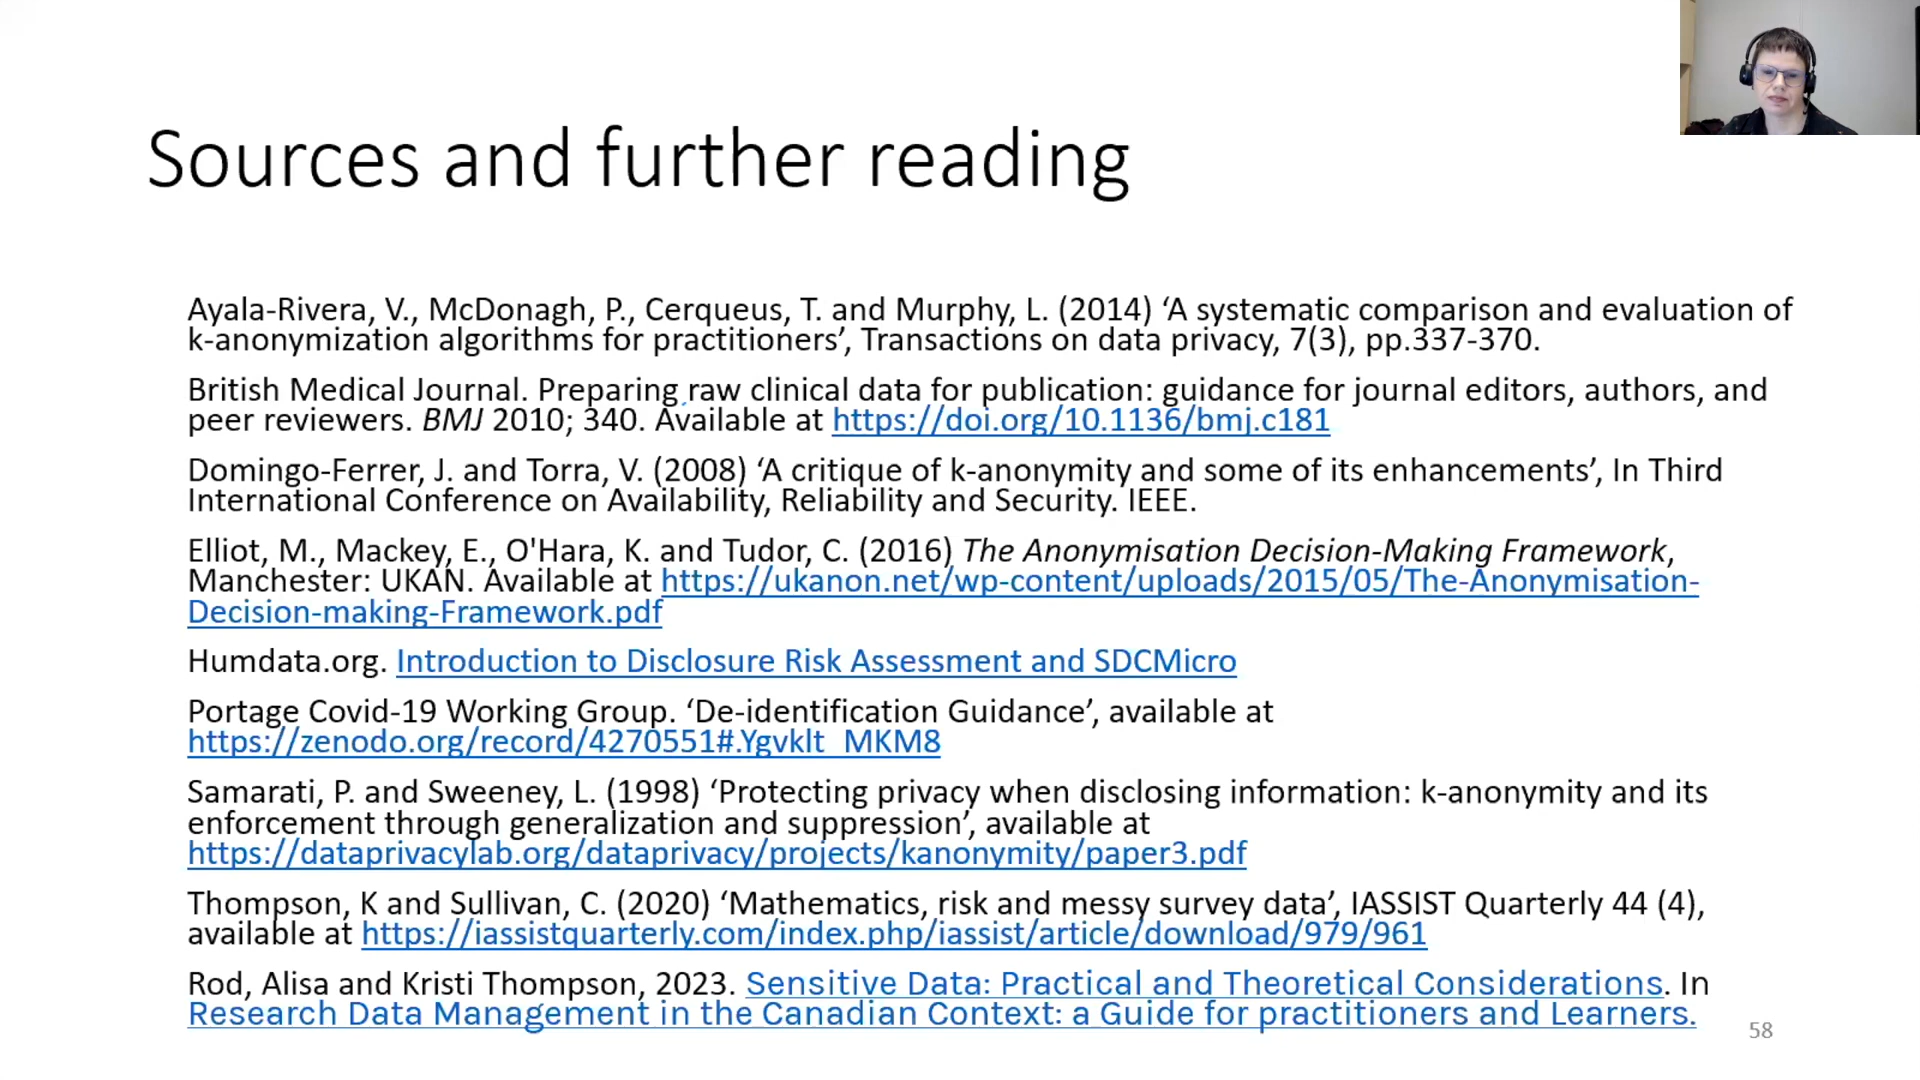 Sources and further reading
Ayala-Rivera, V., McDonagh, P., Cerqueus, T. and Murphy, L. (2014) ‘A systematic comparison and evaluation of
k-anonymization algorithms for practitioners’, Transactions on data privacy, 7(3), pp.337-370.
British Medical Journal. Preparing raw clinical data for publication: guidance for journal editors, authors, and
peer reviewers. BMJ 2010; 340. Available at https://doi.org/10.1136/bmj.c181
Domingo-Ferrer, J. and Torra, V. (2008) ‘A critique of k-anonymity and some of its enhancements’, In Third
International Conference on Availability, Reliability and Security. IEEE.
Elliot, M., Mackey, E., O'Hara, K. and Tudor, C. (2016) The Anonymisation Decision-Making Framework,
Manchester: UKAN. Available at https://ukanon.net/wp-content/uploads/2015/05/The-Anonymisation-
Decision-making-Framework.pdf
Humdata.org. Introduction to Disclosure Risk Assessment and SDCMicro
Portage Covid-19 Working Group. ‘De-identification Guidance’, available at
https://zenodo.org/record/4270551#.Ygvklt_MKM8
Samarati, P. and Sweeney, L. (1998) ‘Protecting privacy when disclosing information: k-anonymity and its
enforcement through generalization and suppression’, available at
https://dataprivacylab.org/dataprivacy/projects/kanonymity/paper3.pdf
Thompson, K and Sullivan, C. (2020) ‘Mathematics, risk and messy survey data’, IASSIST Quarterly 44 (4),
available at https://iassistquarterly.com/index.php/iassist/article/download/979/961
Rod, Alisa and Kristi Thompson, 2023. Sensitive Data: Practical and Theoretical Considerations. In
Research Data Management in the Canadian Context: a Guide for practitioners and Learners.
58